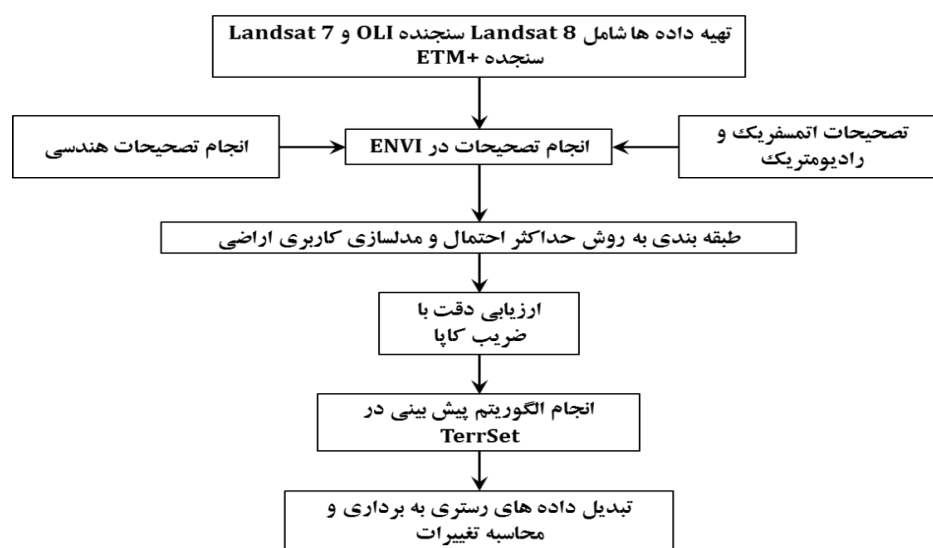 تهیه داده ها شامل Landsat 8 سنجنده OLI و Landsat 7
سنجده ETM+
انجام تصحیحات هندسی
انجام تصحیحات در ENVI
تصحیحات اتمسفریک و
رادیومتریک
طبقه بندی به روش حداکثر احتمال و مدلسازی کاربری اراضی
ارزیابی دقت با
ضریب کاپا
انجام الگوریتم پیش بینی در
TerrSet
تبدیل داده های رستری به برداری و
محاسبه تغییرات